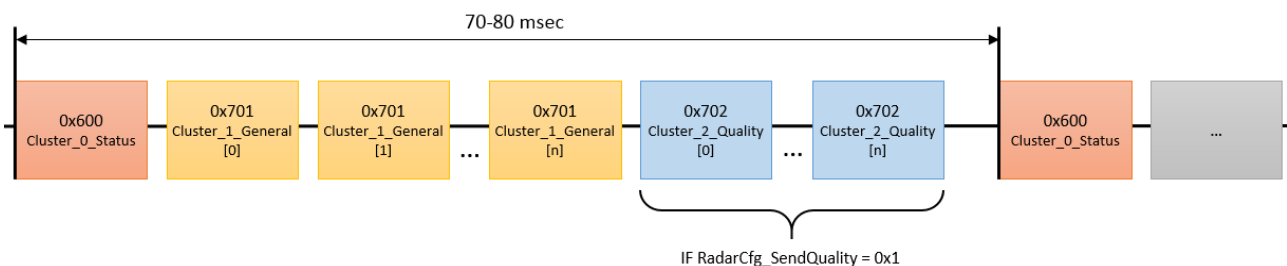 70-80 msec
0x600
Cluster_0_Status
0x701
Cluster_1_General
[0]
0x701
Cluster_1_General
[1]
...
0x701
Cluster_1_General
[n]
0x702
Cluster_2_Quality
[0]
...
0x702
Cluster_2_Quality
[n]
0x600
Cluster_0_Status
...
IF RadarCfg_SendQuality = 0x1